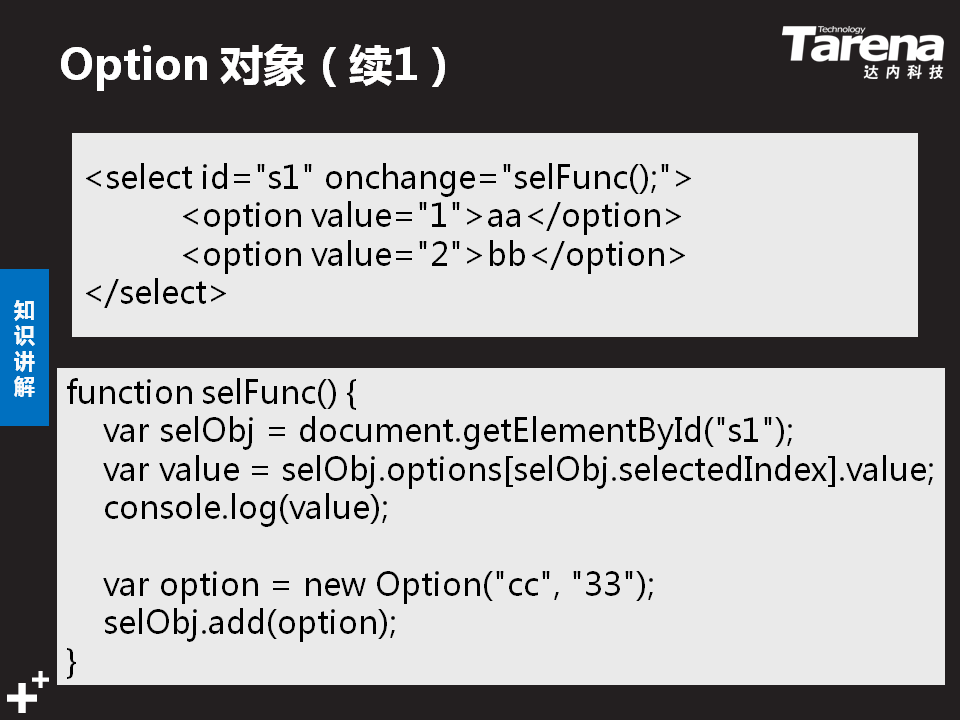 Option 对象（续1）
Technology
Tarena
达内科技
<select id="s1" onchange="selFunc();">
<option value="1">aa</option>
<option value="2">bb</option>
</select>
知识讲解
function selFunc() {
var selObj = document.getElementById("s1");
var value = selObj.options[selObj.selectedIndex].value;
console.log(value);
var option = new Option("cc", "33");
selObj.add(option);
}